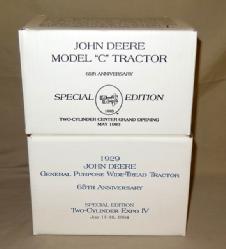 JOHN DEERE
MODEL "C" TRACTOR
65th ANNIVERSARY
SPECIAL EDITION
TWO-CYLINDER CENTER GRAND OPENING
MAY 1993
1929
JOHN DEERE
GENERAL PURPOSE WIDE-TREAD TRACTOR
65TH ANNIVERSARY
SPECIAL EDITION
TWO-CYLINDER EXPO IV